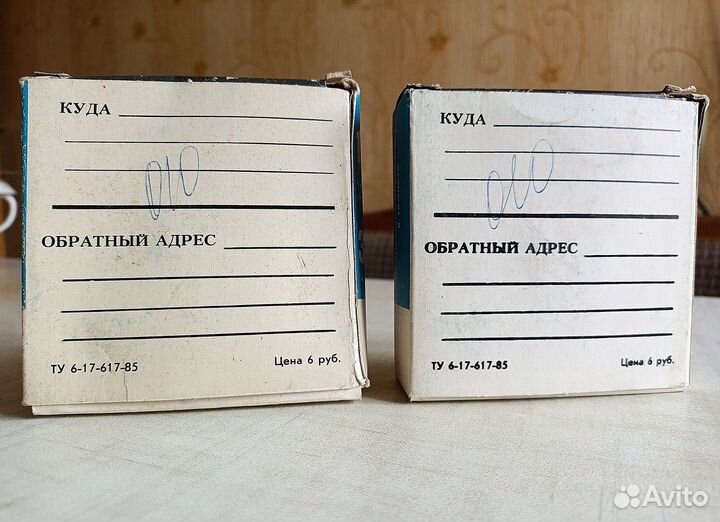 КУДА
010
ОБРАТНЫЙ АДРЕС
ТУ 6-17-617-85 Цена 6 руб.
КУДА
ОБРАТНЫЙ АДРЕС
ТУ 6-17-617-85 Цена 6 руб.
Avito